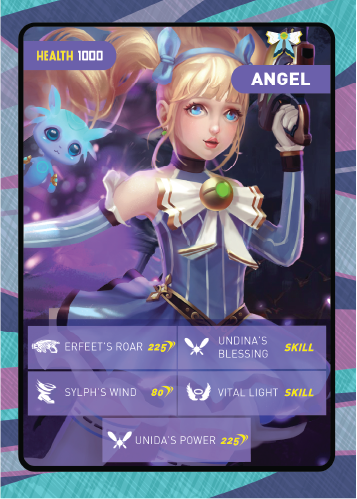 HEALTH 1000
ANGEL
ERFEET'S ROAR 225
UNDINA'S BLESSING SKILL
SYLPH'S WIND 80
VITAL LIGHT SKILL
UNIDA'S POWER 225